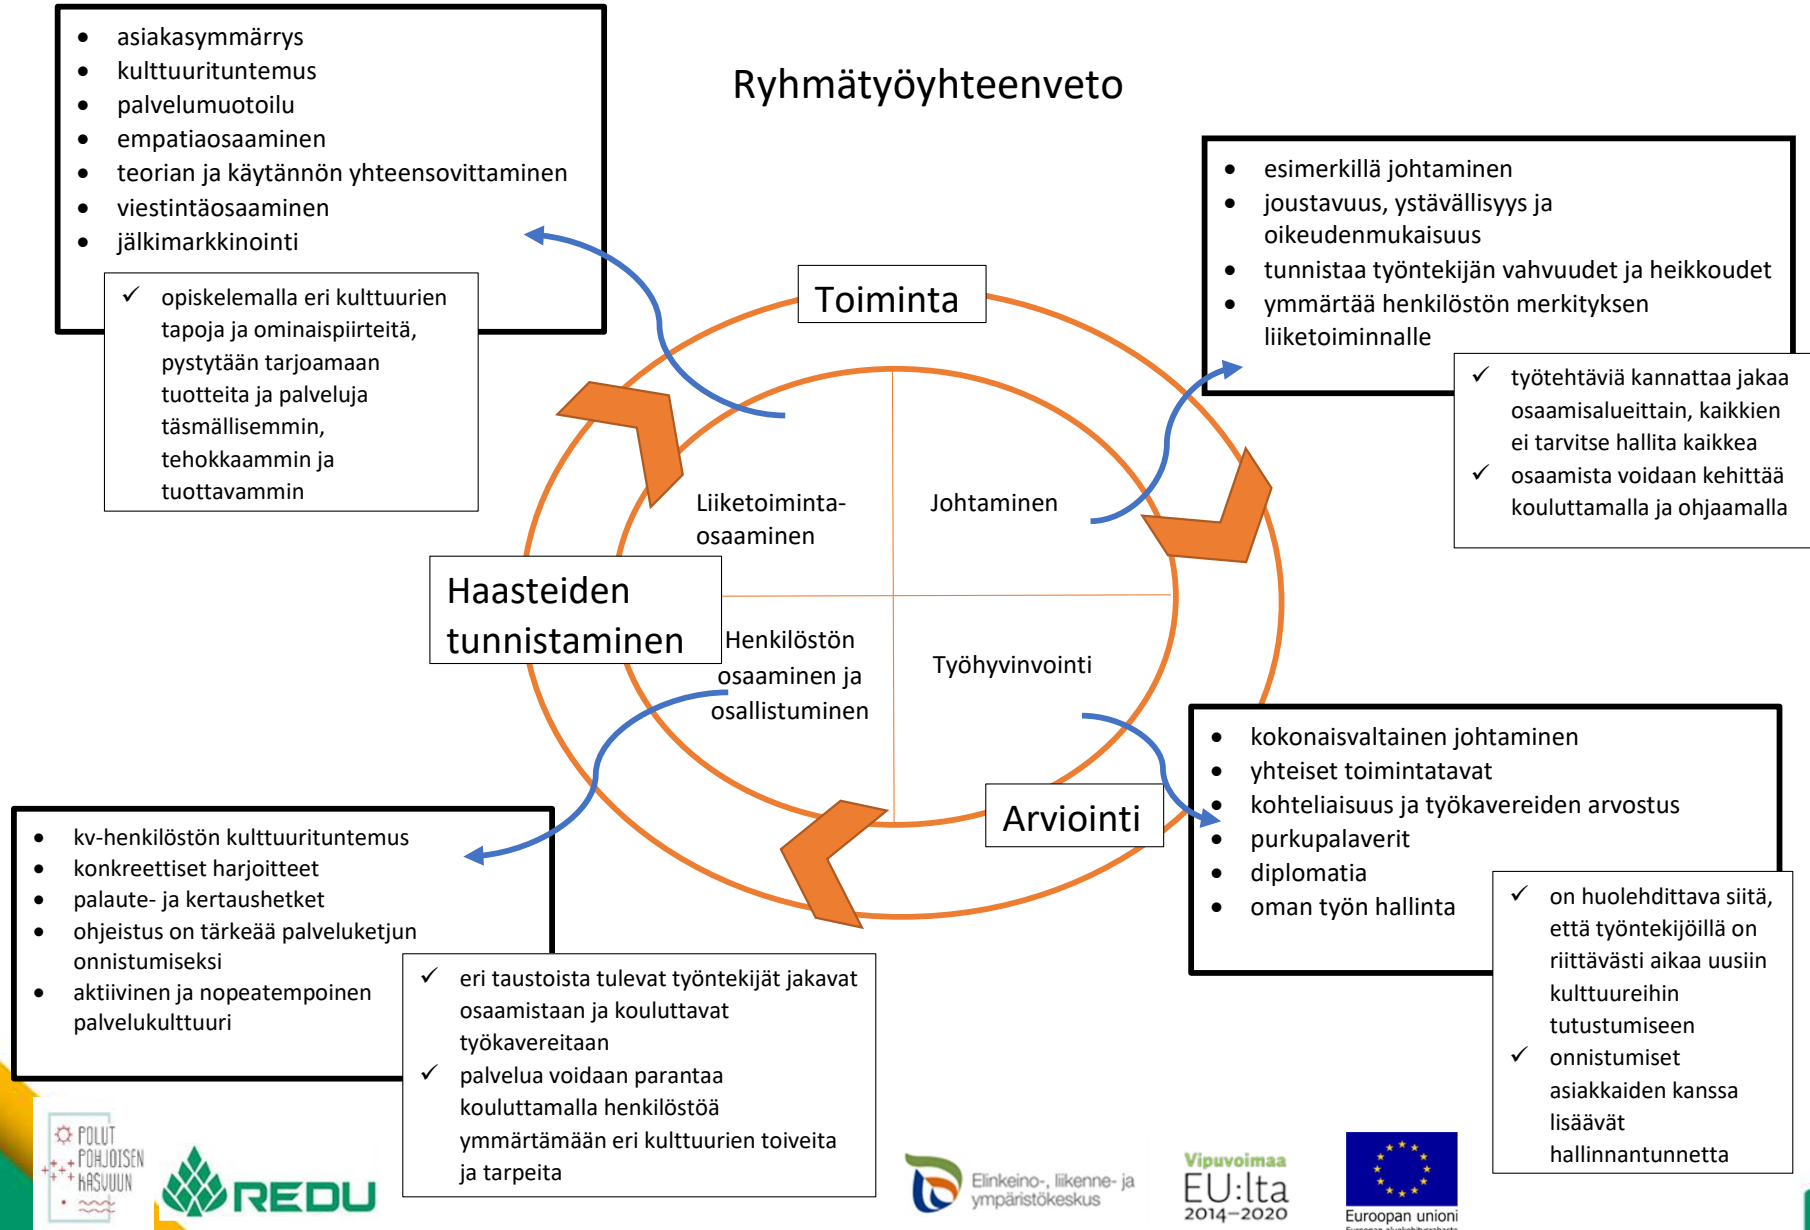 Ryhmätyöyhteenveto
• asiakasymmärrys
• kulttuurituntemus
• palvelumuotoilu
• empatiaosaaminen
• teorian ja käytännön yhteensovittaminen
• viestintäosaaminen
• jälkimarkkinointi
✓ opiskelemalla eri kulttuurien
tapoja ja ominaispiirteitä,
pystytään tarjoamaan
tuotteita ja palveluja
täsmällisemmin,
tehokkaammin ja
tuottavammin
• esimerkillä johtaminen
• joustavuus, ystävällisyys ja
oikeudenmukaisuus
• tunnistaa työntekijän vahvuudet ja heikkoudet
• ymmärtää henkilöstön merkityksen
liiketoiminnalle
✓ työtehtäviä kannattaa jakaa
osaamisalueittain, kaikkien
ei tarvitse hallita kaikkea
✓ osaamista voidaan kehittää
kouluttamalla ja ohjaamalla
Toiminta
Liiketoiminta-
osaaminen
Johtaminen
Haasteiden
tunnistaminen
Henkilöstön
osaaminen ja
osallistuminen
Työhyvinvointi
Arviointi
• kokonaisvaltainen johtaminen
• yhteiset toimintatavat
• kohteliaisuus ja työkavereiden arvostus
• purkupalaverit
• diplomatia
• oman työn hallinta
✓ on huolehdittava siitä,
että työntekijöillä on
riittävästi aikaa uusiin
kulttuureihin
tutustumiseen
✓ onnistumiset
asiakkaiden kanssa
lisäävät
hallinnantunnetta
• kv-henkilöstön kulttuurituntemus
• konkreettiset harjoitteet
• palaute- ja kertaushetket
• ohjeistus on tärkeää palveluketjun
onnistumiseksi
• aktiivinen ja nopeatempoinen
palvelukulttuuri
✓ eri taustoista tulevat työntekijät jakavat
osaamistaan ja kouluttavat
työkavereitaan
✓ palvelua voidaan parantaa
kouluttamalla henkilöstöä
ymmärtämään eri kulttuurien toiveita
ja tarpeita
POLUT
POHJOISEN
KASVUUN
REDU
Elinkeino-, liikenne- ja
ympäristökeskus
Vipuvoimaa
EU:lta
2014–2020
Euroopan unioni
Euroopan aluekehitysrahasto